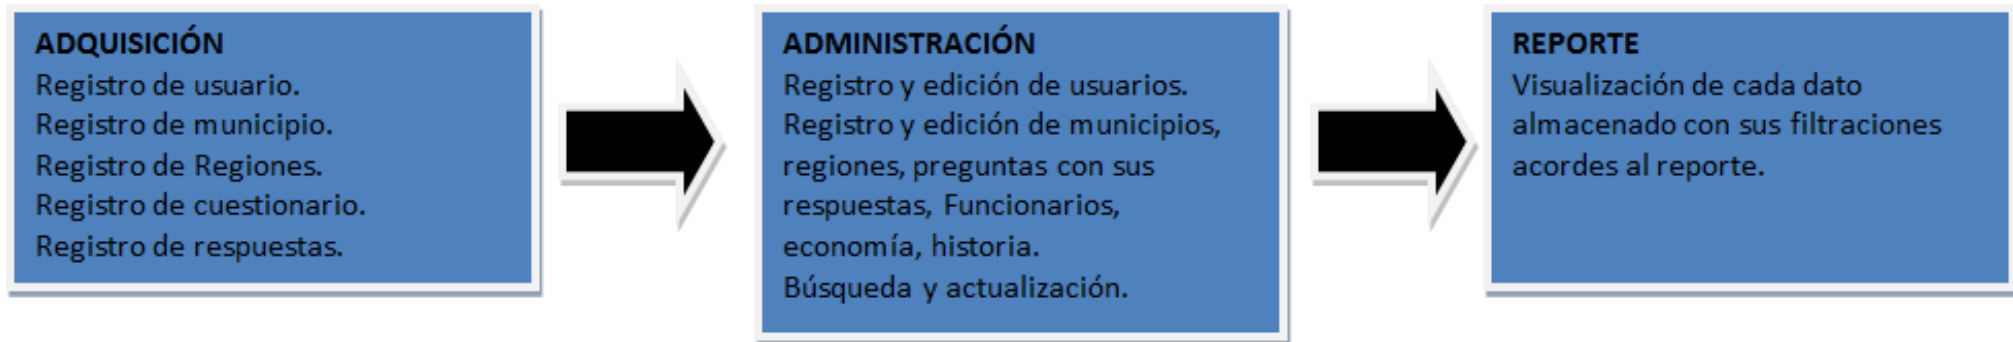 ADQUISICIÓN
Registro de usuario.
Registro de municipio.
Registro de Regiones.
Registro de cuestionario.
Registro de respuestas.
ADMINISTRACIÓN
Registro y edición de usuarios.
Registro y edición de municipios,
regiones, preguntas con sus
respuestas, Funcionarios,
economía, historia.
Búsqueda y actualización.
REPORTE
Visualización de cada dato
almacenado con sus filtraciones
acordes al reporte.